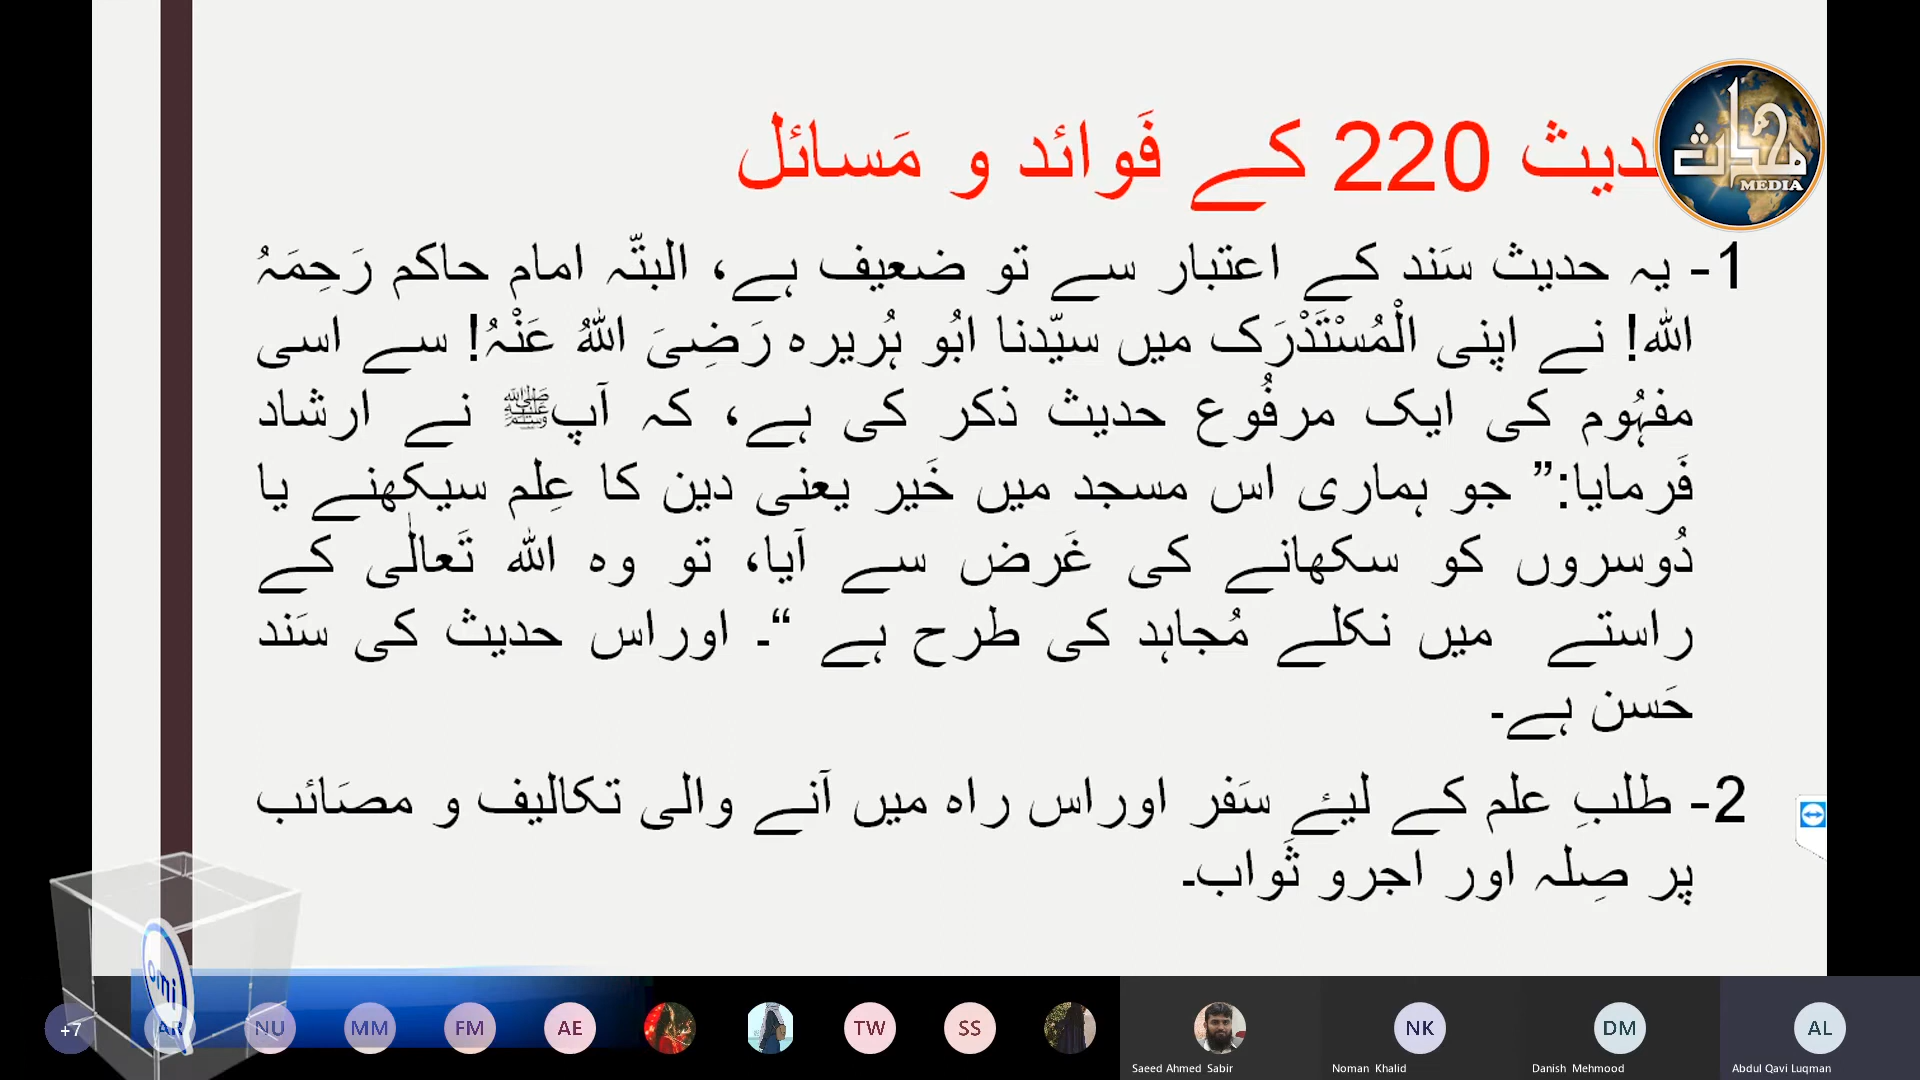 حدیث 220 کے فَوائد و مَسائل
محدث
MEDIA
1- یہ حدیث سَند کے اعتبار سے تو ضعیف ہے، البتّہ امام حاکم رَحِمَہُ
اللہ! نے اپنی الْمُسْتَدْرَک میں سیّدنا ابُو ہُریرہ رَضِیَ اللہُ عَنْہُ! سے اسی
مفہُوم کی ایک مرفُوع حدیث ذکر کی ہے، کہ آپﷺ نے ارشاد
فَرمایا:” جو ہماری اس مسجد میں خَیر یعنی دین کا عِلم سیکھنے یا
دُوسروں کو سکھانے کی غَرض سے آیا، تو وہ اللہ تَعالٰی کے
راستے میں نکلے مُجاہد کی طرح ہے “۔ اوراس حدیث کی سَند
حَسن ہے۔
2- طلبِ علم کے لیئے سَفر اوراس راہ میں آنے والی تکالیف و مصَائب
پر صِلہ اور اجرو ثَواب۔
omi
+7 AR NU MM FM AE TW SS NK DM AL
Saeed Ahmed Sabir Noman Khalid Danish Mehmood Abdul Qavi Luqman